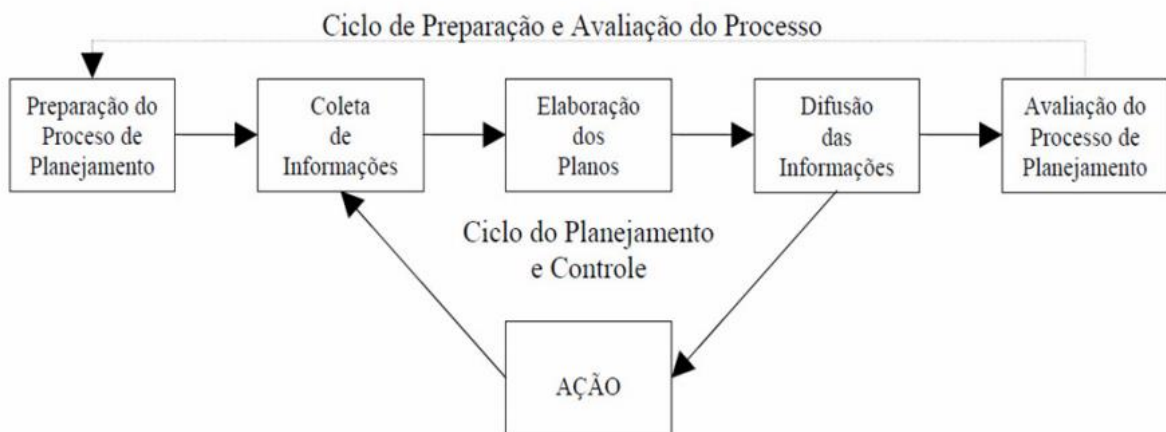 Ciclo de Preparação e Avaliação do Processo
Preparação do
Proceso de
Planejamento
Coleta
de
Informações
Elaboração
dos
Planos
Difusão
das
Informações
Avaliação do
Processo de
Planejamento
Ciclo do Planejamento
e Controle
AÇÃO